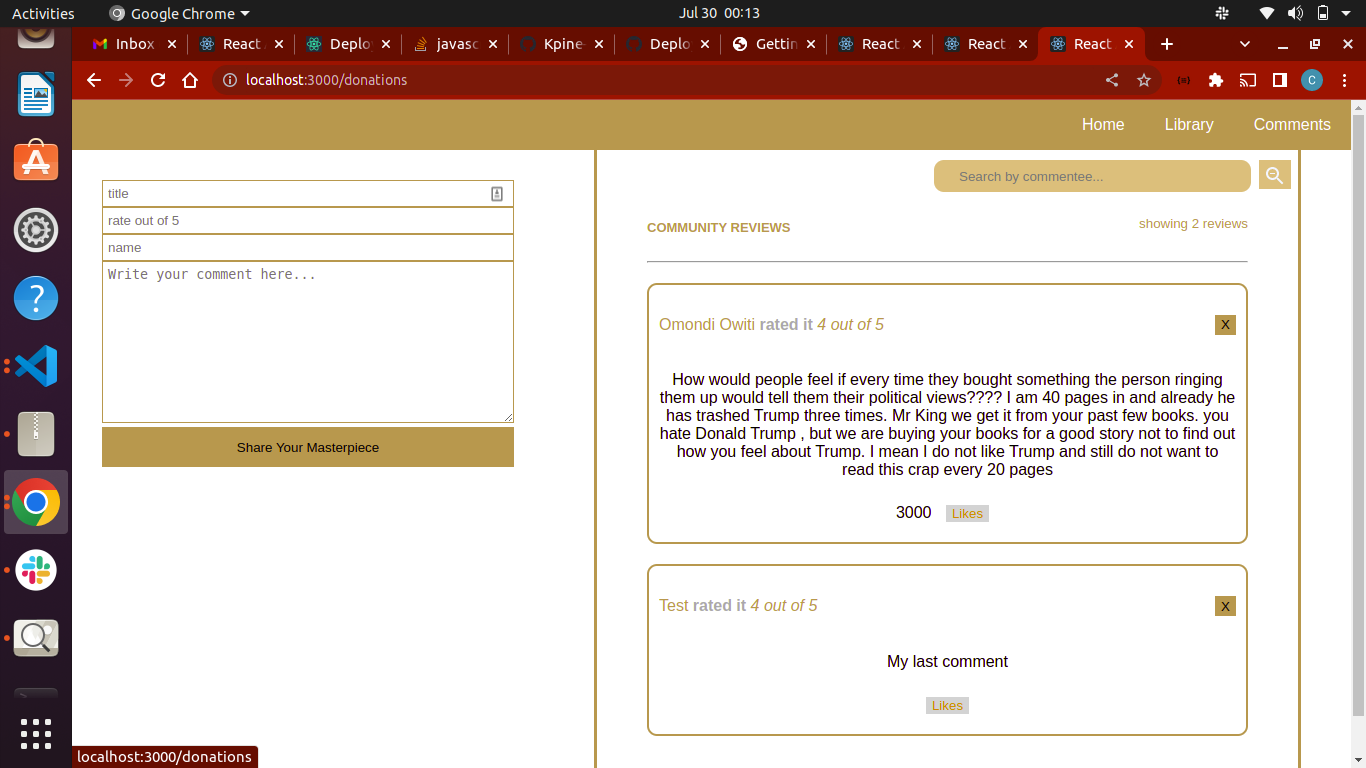 Activities Google Chrome Jul 30 00:13
Inbox React Deploy javasc Kpine- Deplo Gettin React React React
localhost:3000/donations
Home Library Comments
title
rate out of 5
name
Write your comment here...
Share Your Masterpiece
Search by commentee...
COMMUNITY REVIEWS showing 2 reviews
Omondi Owiti rated it 4 out of 5 X
How would people feel if every time they bought something the person ringing
them up would tell them their political views???? I am 40 pages in and already he
has trashed Trump three times. Mr King we get it from your past few books. you
hate Donald Trump , but we are buying your books for a good story not to find out
how you feel about Trump. I mean I do not like Trump and still do not want to
read this crap every 20 pages
3000 Likes
Test rated it 4 out of 5 X
My last comment
Likes
localhost:3000/donations